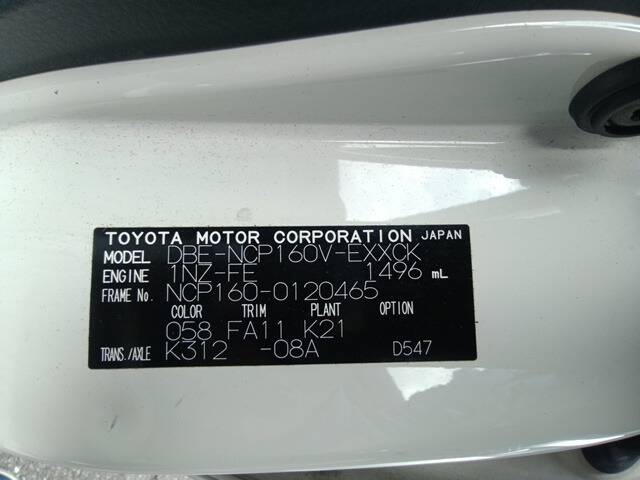 TOYOTA MOTOR CORPORATION JAPAN
MODEL DBE-NCP160V-EXXCK
ENGINE 1NZ-FE 1496 mL
FRAME No. NCP160-0120465
COLOR TRIM PLANT OPTION
058 FA11 K21
TRANS./AXLE K312 -08A D547